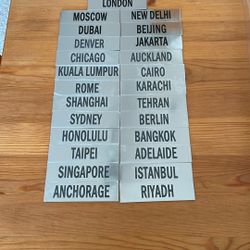 LONDON
MOSCOW NEW DELHI
DUBAI BEIJING
DENVER JAKARTA
CHICAGO AUCKLAND
KUALA LUMPUR CAIRO
ROME KARACHI
SHANGHAI TEHRAN
SYDNEY BERLIN
HONOLULU BANGKOK
TAIPEI ADELAIDE
SINGAPORE ISTANBUL
ANCHORAGE RIYADH